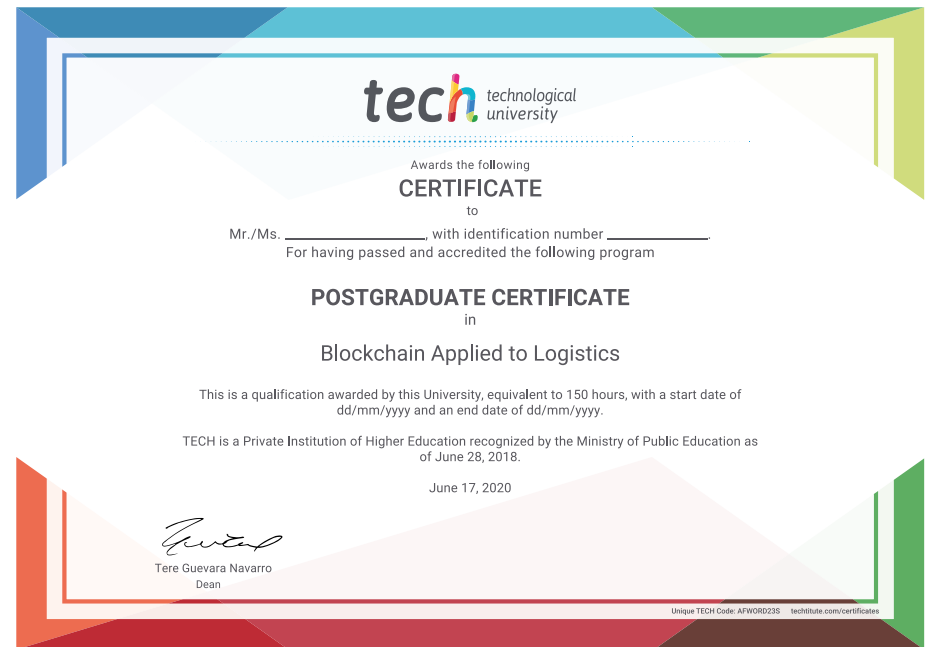 tech technological
university
Awards the following
CERTIFICATE
to
Mr./Ms. ____________________, with identification number ______________.
For having passed and accredited the following program
POSTGRADUATE CERTIFICATE
in
Blockchain Applied to Logistics
This is a qualification awarded by this University, equivalent to 150 hours, with a start date of
dd/mm/yyyy and an end date of dd/mm/yyyy.
TECH is a Private Institution of Higher Education recognized by the Ministry of Public Education as
of June 28, 2018.
June 17, 2020
Tere Guevara Navarro
Dean
Unique TECH Code: AFWORD23S techtitute.com/certificates